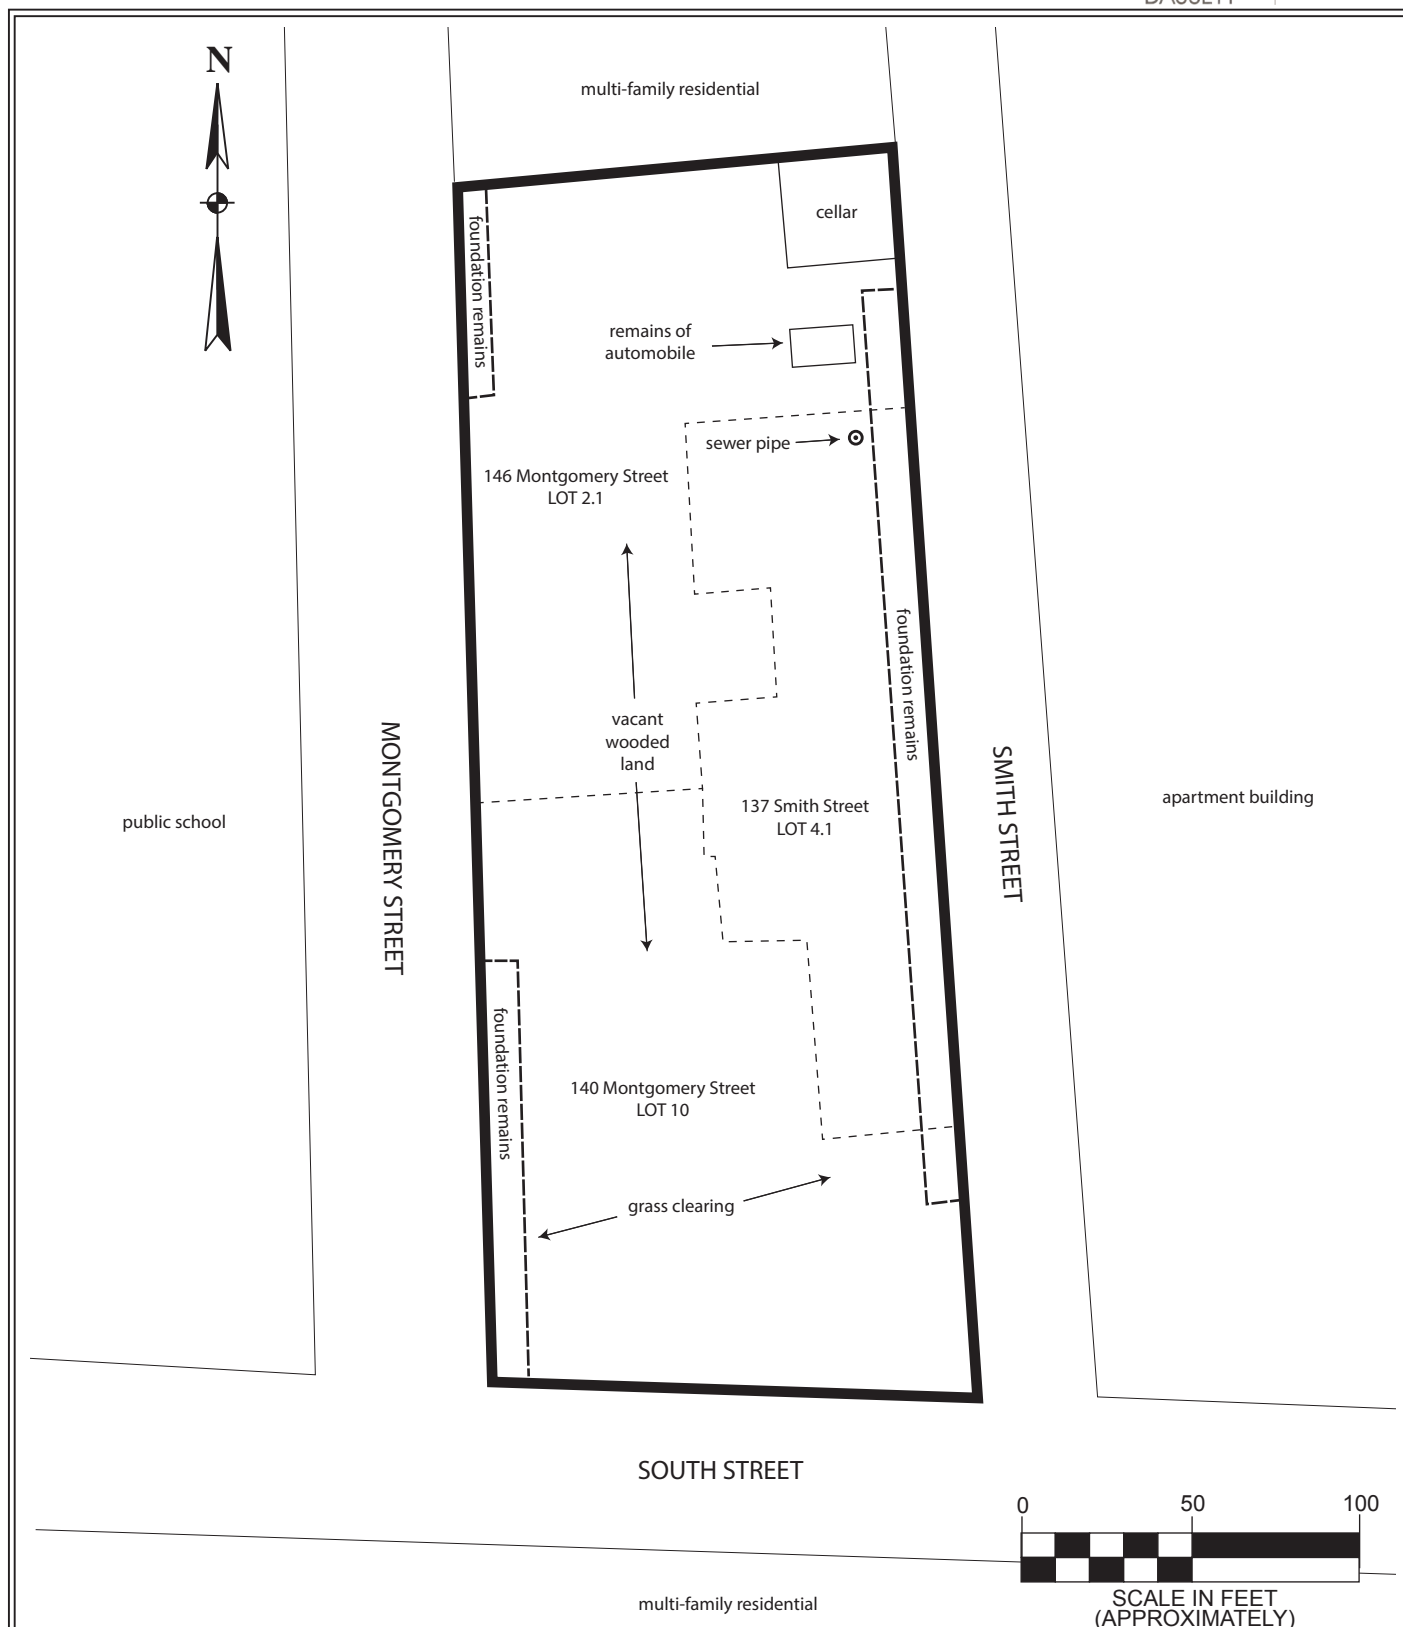 N
multi-family residential
cellar
foundation remains
remains of
automobile
sewer pipe
146 Montgomery Street
LOT 2.1
foundation remains
vacant
wooded
land
MONTGOMERY STREET
SMITH STREET
137 Smith Street
LOT 4.1
apartment building
public school
foundation remains
140 Montgomery Street
LOT 10
grass clearing
SOUTH STREET
0 50 100
SCALE IN FEET
(APPROXIMATELY)
multi-family residential